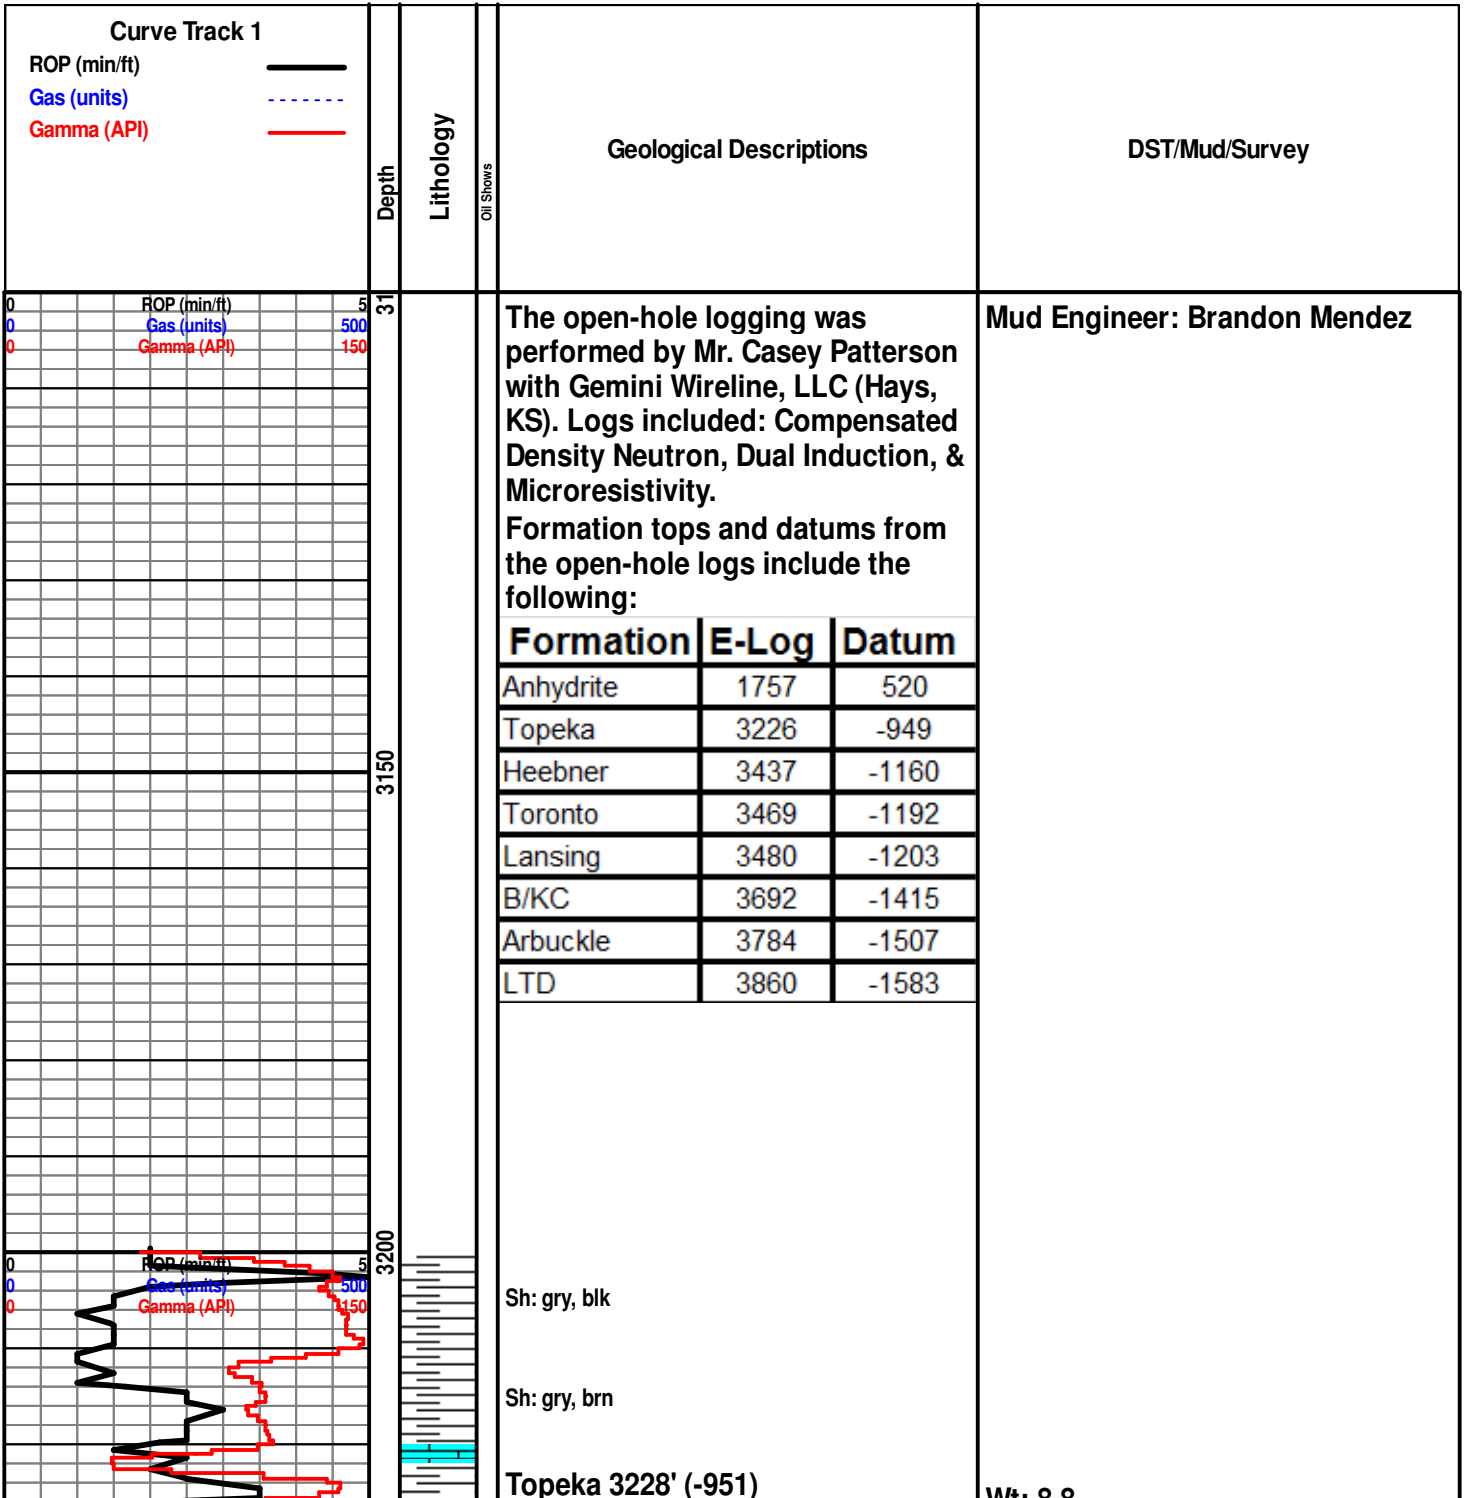 Curve Track 1
ROP (min/ft)
Gas (units)
Gamma (API)
Depth
Lithology
Oil Shows
Geological Descriptions
DST/Mud/Survey
0 ROP (min/ft) 5
0 Gas (units) 500
0 Gamma (API) 150
31
The open-hole logging was
performed by Mr. Casey Patterson
with Gemini Wireline, LLC (Hays,
KS). Logs included: Compensated
Density Neutron, Dual Induction, &
Microresistivity.
Formation tops and datums from
the open-hole logs include the
following:
Formation E-Log Datum
Anhydrite 1757 520
Topeka 3226 -949
Heebner 3437 -1160
Toronto 3469 -1192
Lansing 3480 -1203
B/KC 3692 -1415
Arbuckle 3784 -1507
LTD 3860 -1583
Mud Engineer: Brandon Mendez
3150
3200
0 ROP (min/ft) 5
0 Gas (units) 500
0 Gamma (API) 150
Sh: gry, blk
Sh: gry, brn
Topeka 3228' (-951)
Wt: 8.8